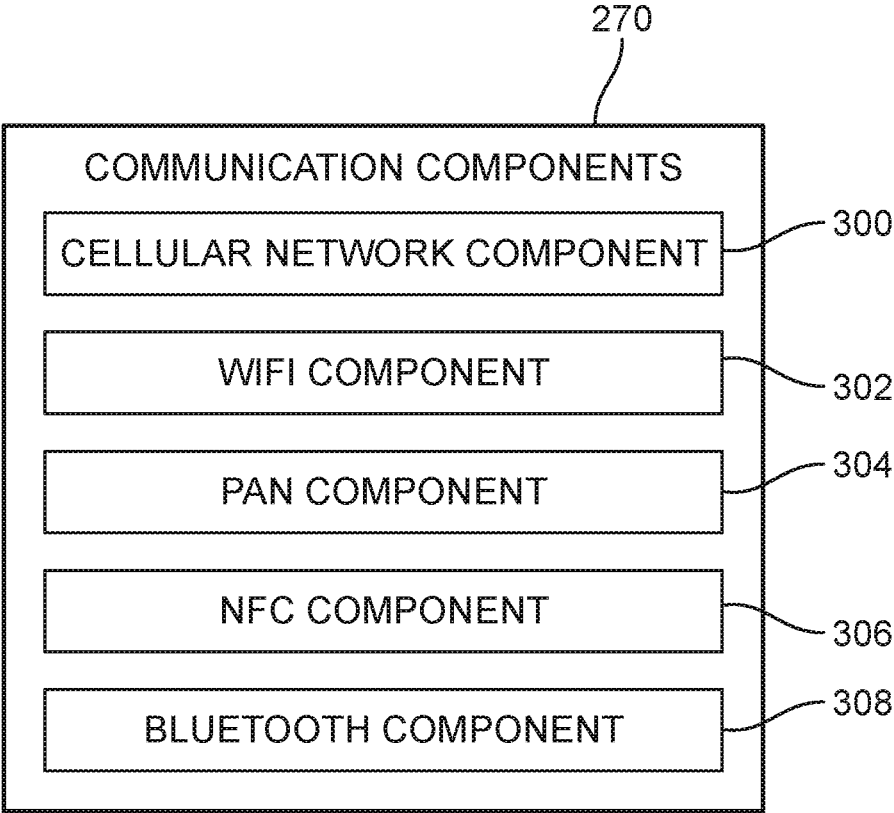 270
COMMUNICATION COMPONENTS
CELLULAR NETWORK COMPONENT
300
WIFI COMPONENT
302
PAN COMPONENT
304
NFC COMPONENT
306
BLUETOOTH COMPONENT
308